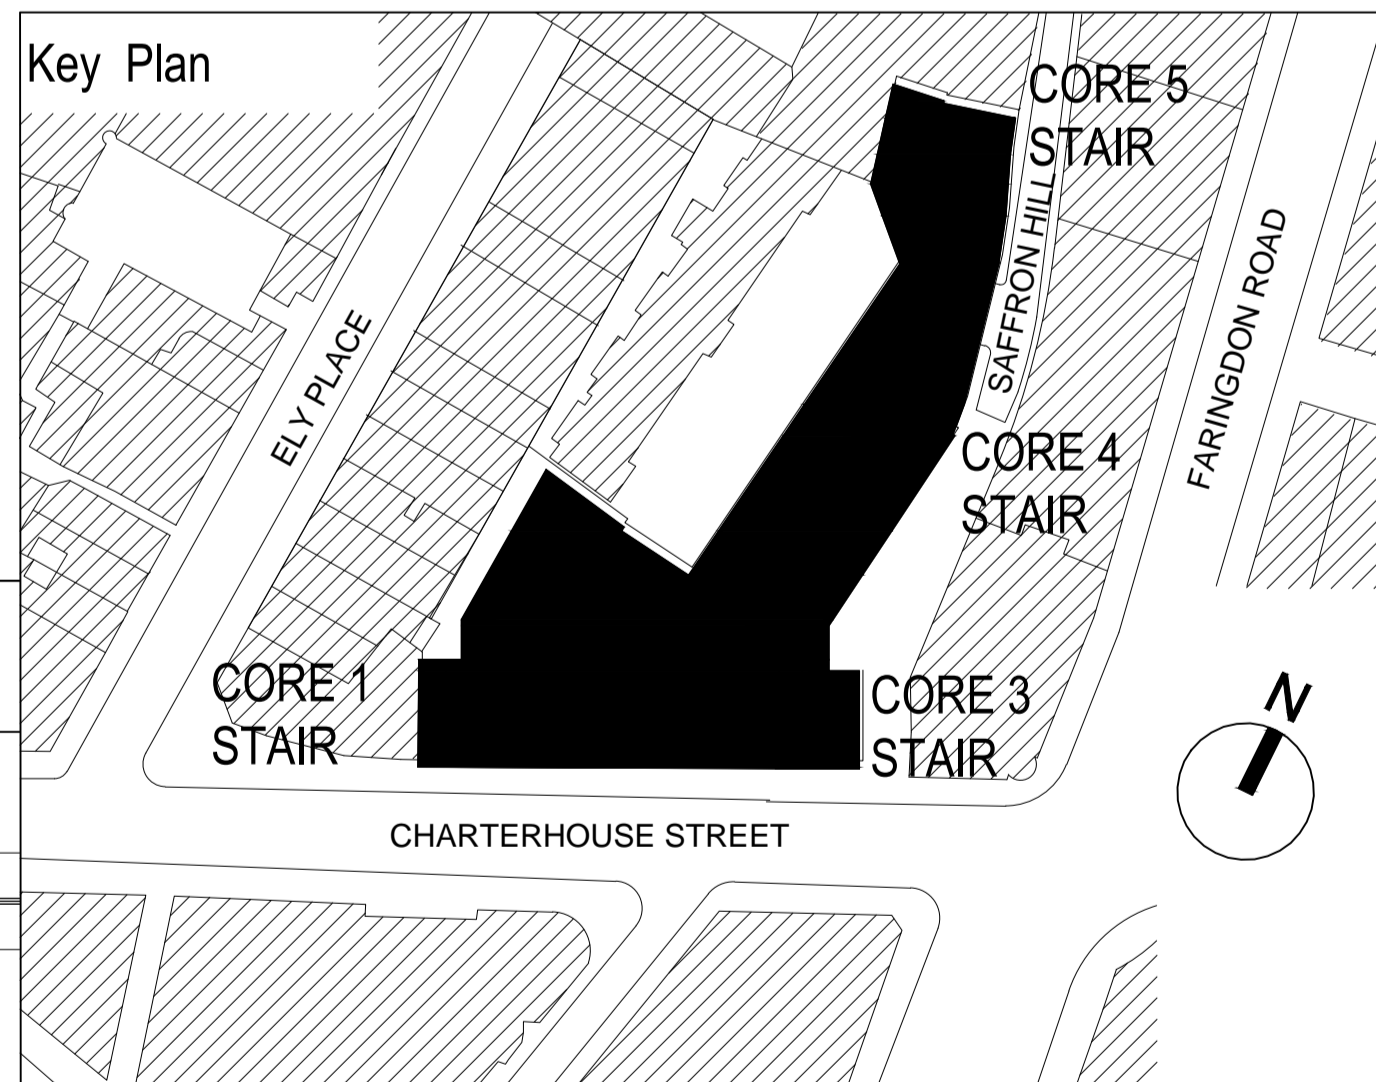 Key Plan
CORE 5
STAIR
SAFFRON HILL
FARINGDON ROAD
ELY PLACE
CORE 4
STAIR
CORE 1
STAIR
CORE 3
STAIR
N
CHARTERHOUSE STREET